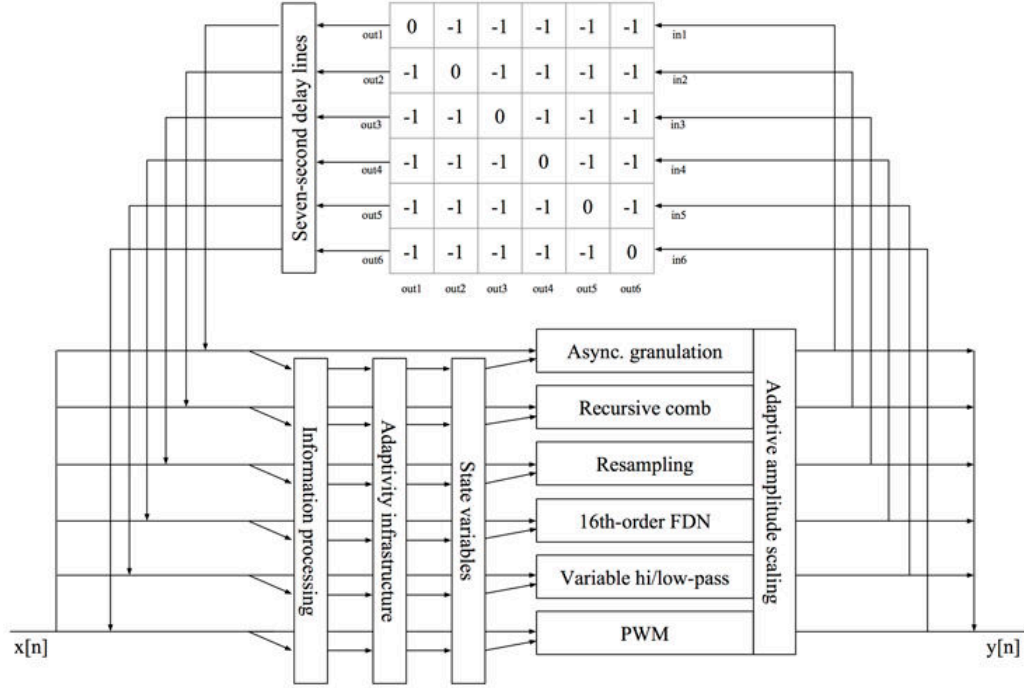 Seven-second delay lines
out1 0 -1 -1 -1 -1 -1 in1
out2 -1 0 -1 -1 -1 -1 in2
out3 -1 -1 0 -1 -1 -1 in3
out4 -1 -1 -1 0 -1 -1 in4
out5 -1 -1 -1 -1 0 -1 in5
out6 -1 -1 -1 -1 -1 0 in6
out1 out2 out3 out4 out5 out6
Information processing
Adaptivity infrastructure
State variables
Async. granulation
Recursive comb
Resampling
16th-order FDN
Variable hi/low-pass
PWM
Adaptive amplitude scaling
x[n]
y[n]